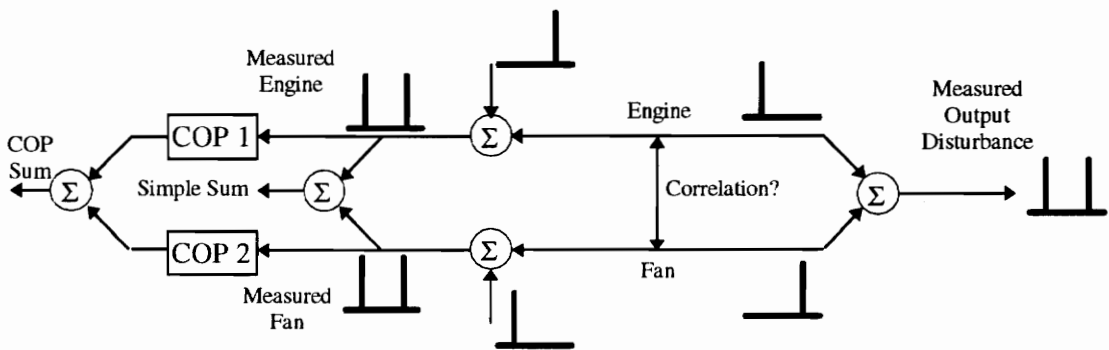 Measured
Engine
COP 1
COP
Sum
Σ
Simple Sum
Σ
COP 2
Measured
Fan
Σ
Σ
Engine
Correlation?
Fan
Σ
Measured
Output
Disturbance